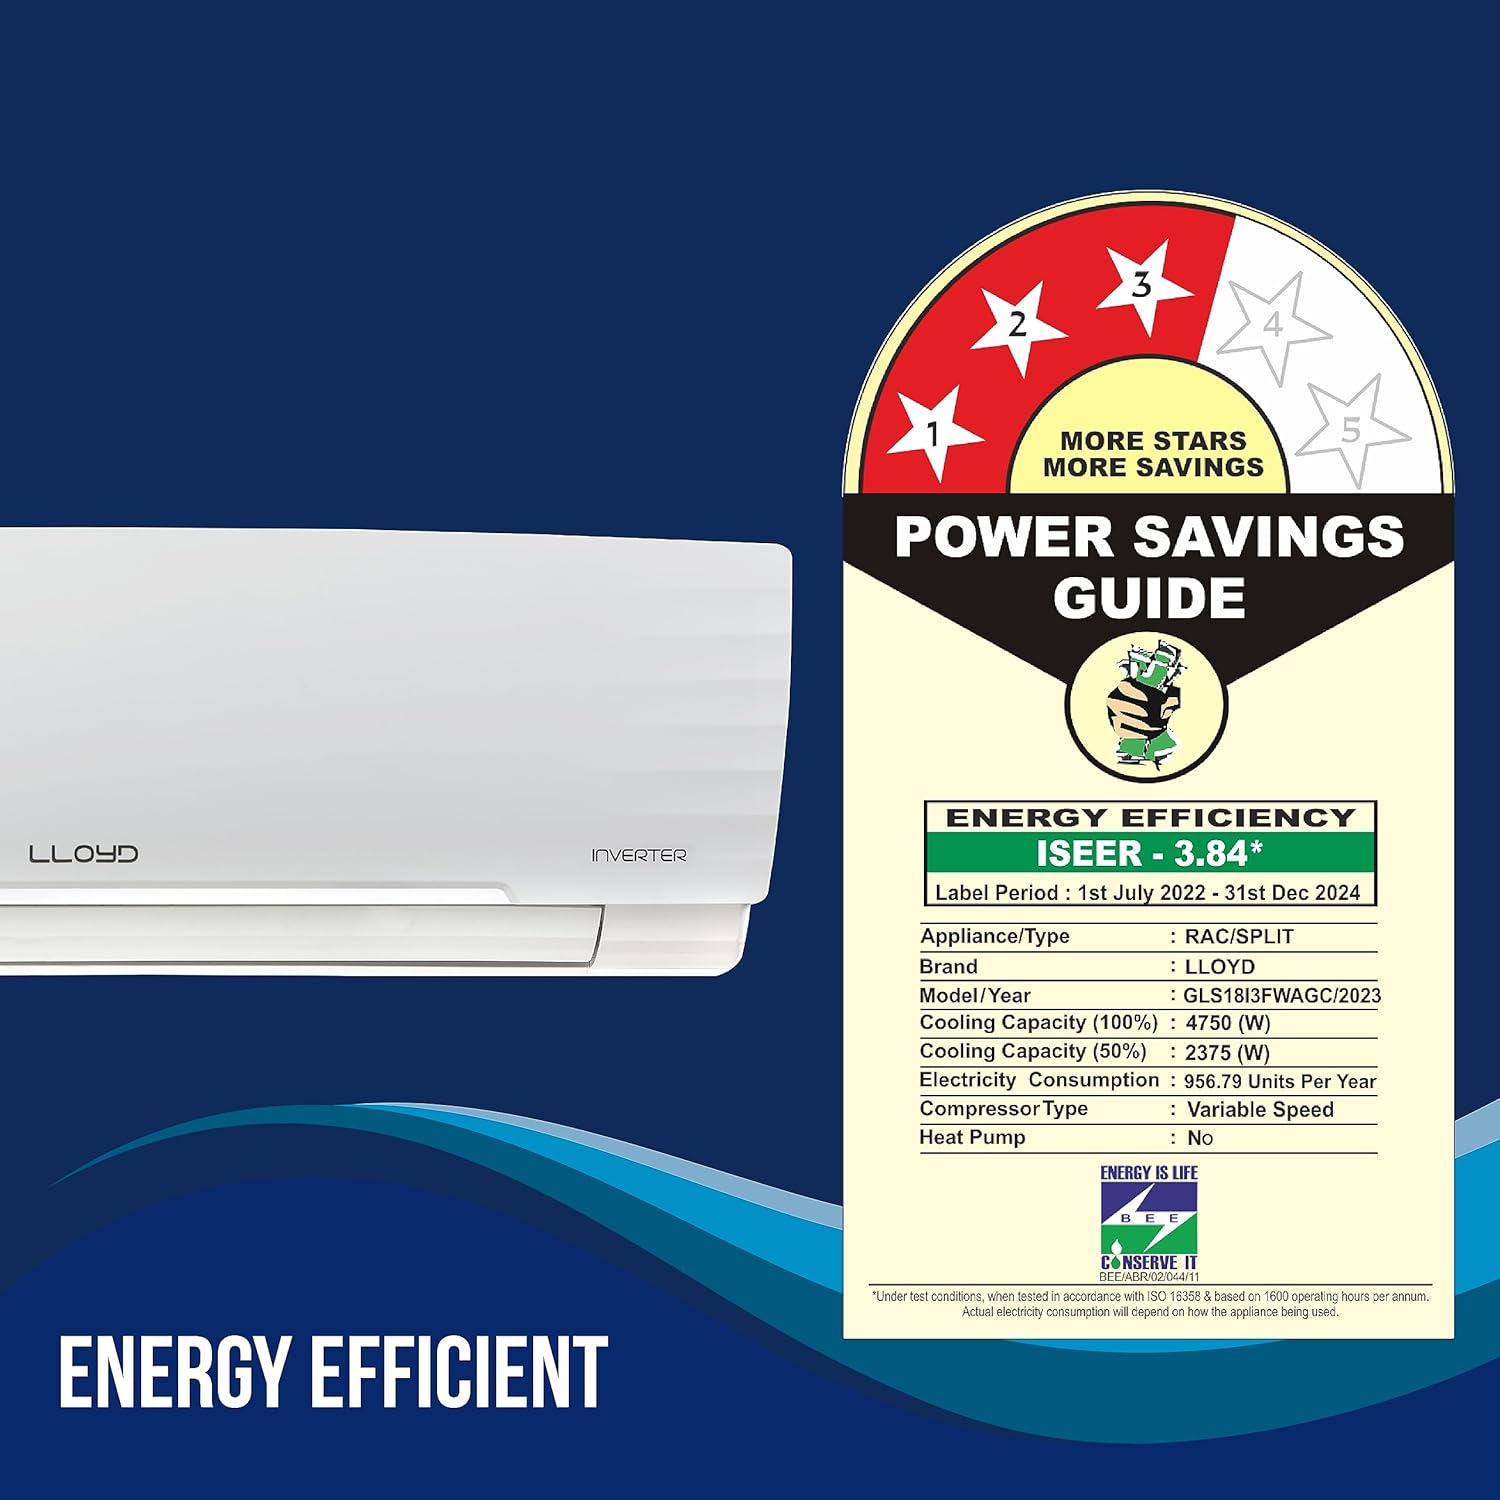 1
2
3
4
5
MORE STARS
MORE SAVINGS
POWER SAVINGS
GUIDE
ENERGY EFFICIENCY
ISEER - 3.84*
Label Period : 1st July 2022 - 31st Dec 2024
Appliance/Type : RAC/SPLIT
Brand : LLOYD
Model/Year : GLS18I3FWAGC/2023
Cooling Capacity (100%) : 4750 (W)
Cooling Capacity (50%) : 2375 (W)
Electricity Consumption : 956.79 Units Per Year
Compressor Type : Variable Speed
Heat Pump : No
ENERGY IS LIFE
BEE
CONSERVE IT
BEE/ABR/02/044/11
*Under test conditions, when tested in accordance with ISO 16358 & based on 1600 operating hours per annum.
Actual electricity consumption will depend on how the appliance being used.
LLOYD
INVERTER
ENERGY EFFICIENT